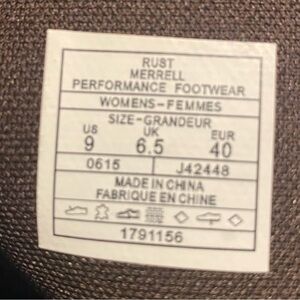 RUST
MERRELL
PERFORMANCE FOOTWEAR
WOMENS-FEMMES
SIZE-GRANDEUR
US UK EUR
9 6.5 40
0615 J42448
MADE IN CHINA
FABRIQUE EN CHINE
1791156